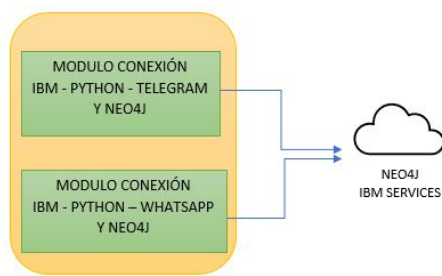 MODULO CONEXIÓN
IBM - PYTHON - TELEGRAM
Y NEO4J
MODULO CONEXIÓN
IBM - PYTHON – WHATSAPP
Y NEO4J
NEO4J
IBM SERVICES